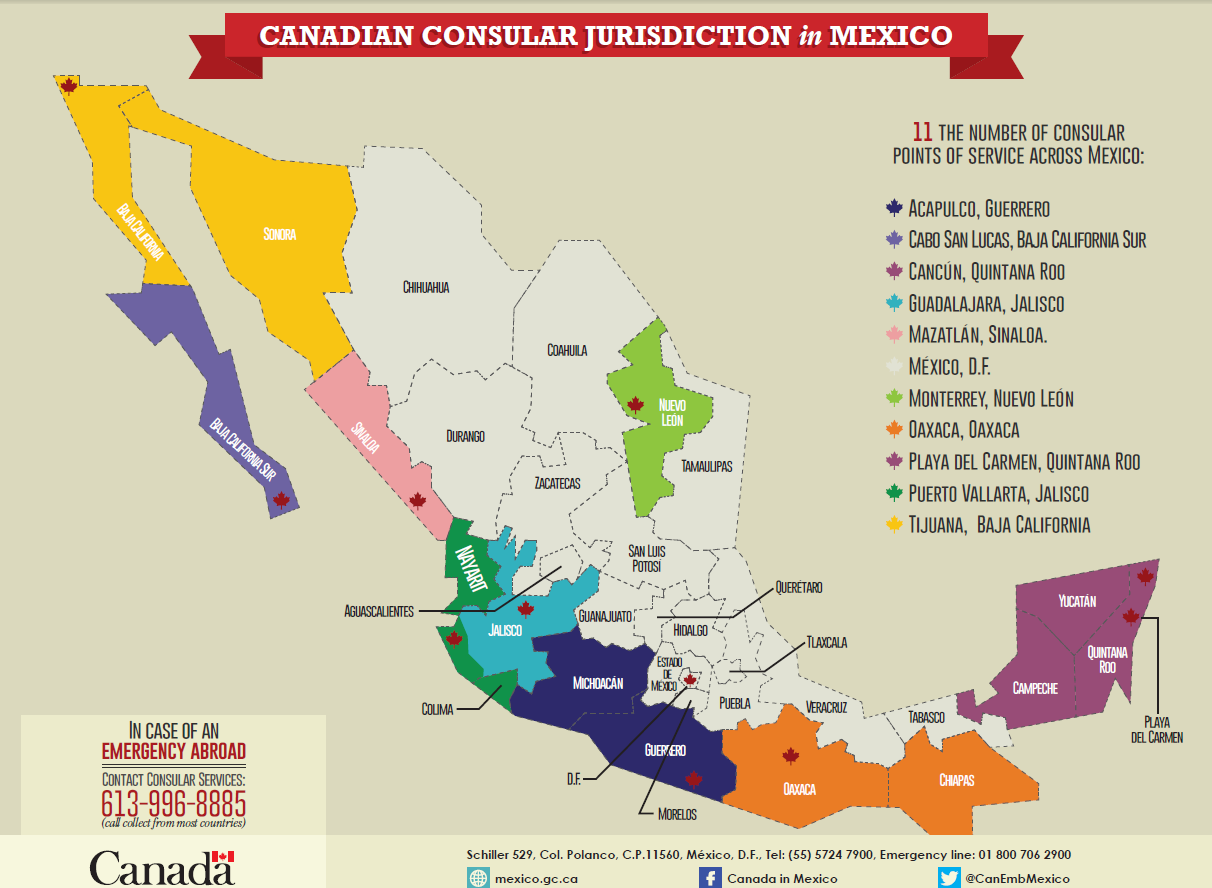 CANADIAN CONSULAR JURISDICTION in MEXICO
11 THE NUMBER OF CONSULAR
POINTS OF SERVICE ACROSS MEXICO:
ACAPULCO, GUERRERO
CABO SAN LUCAS, BAJA CALIFORNIA SUR
CANCÚN, QUINTANA ROO
GUADALAJARA, JALISCO
MAZATLÁN, SINALOA.
MÉXICO, D.F.
MONTERREY, NUEVO LEÓN
OAXACA, OAXACA
PLAYA DEL CARMEN, QUINTANA ROO
PUERTO VALLARTA, JALISCO
TIJUANA, BAJA CALIFORNIA
BAJA CALIFORNIA
SONORA
CHIHUAHUA
COAHUILA
NUEVO
LEÓN
BAJA CALIFORNIA SUR
SINALOA
DURANGO
TAMAULIPAS
ZACATECAS
SAN LUIS
POTOSÍ
NAYARIT
AGUASCALIENTES
JALISCO
GUANAJUATO
QUERÉTARO
HIDALGO
TLAXCALA
ESTADO
DE
MÉXICO
MICHOACÁN
COLIMA
PUEBLA
VERACRUZ
TABASCO
YUCATÁN
QUINTANA
ROO
CAMPECHE
PLAYA
DEL CARMEN
GUERRERO
D.F.
MORELOS
OAXACA
CHIAPAS
IN CASE OF AN
EMERGENCY ABROAD
CONTACT CONSULAR SERVICES:
613-996-8885
(call collect from most countries)
Canada
Schiller 529, Col. Polanco, C.P.11560, México, D.F., Tel: (55) 5724 7900, Emergency line: 01 800 706 2900
mexico.gc.ca
Canada in Mexico
@CanEmbMexico